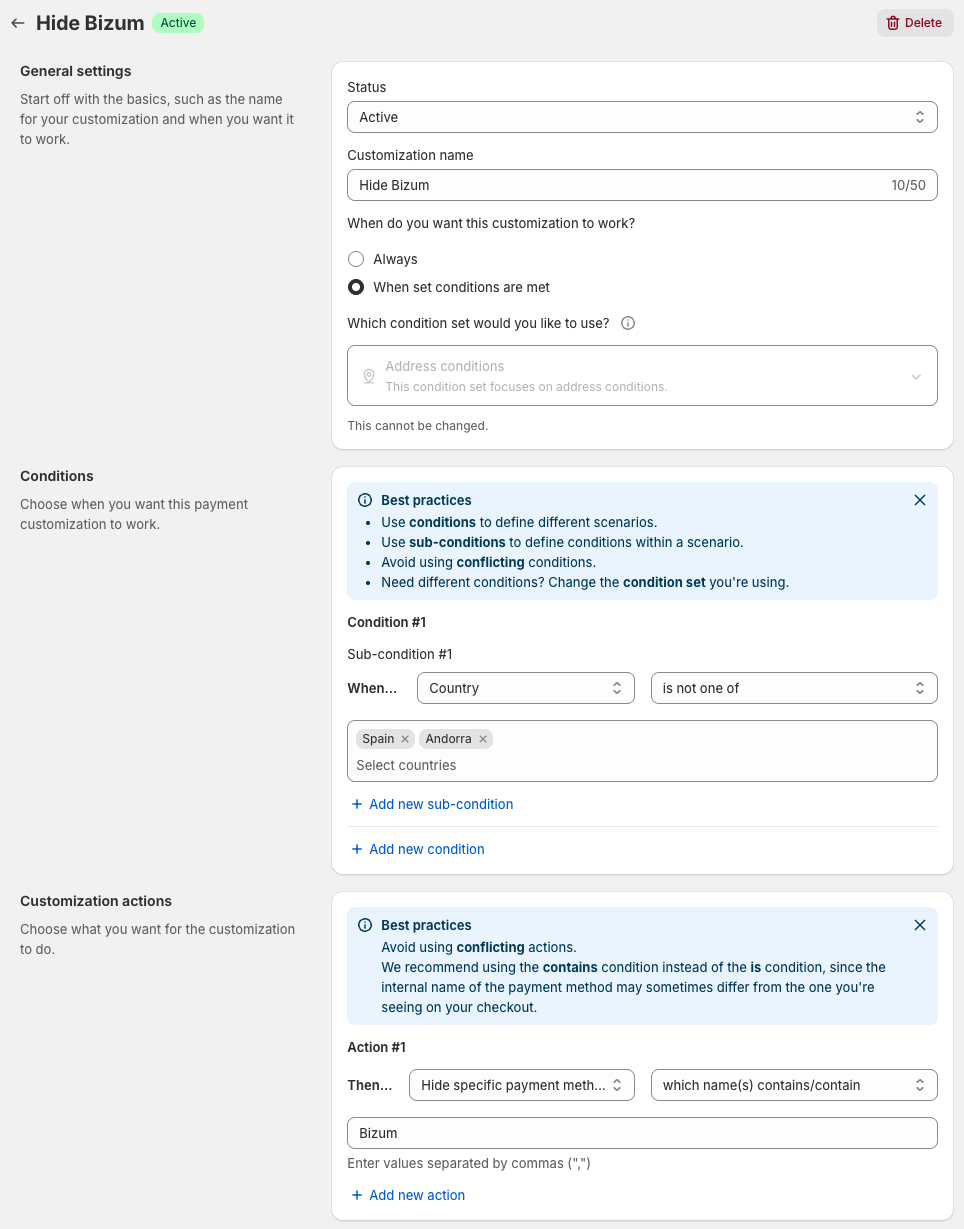 Hide Bizum Active
Delete
General settings
Start off with the basics, such as the name
for your customization and when you want it
to work.
Status
Active
Customization name
Hide Bizum 10/50
When do you want this customization to work?
Always
When set conditions are met
Which condition set would you like to use?
Address conditions
This condition set focuses on address conditions.
This cannot be changed.
Conditions
Choose when you want this payment
customization to work.
Best practices
• Use conditions to define different scenarios.
• Use sub-conditions to define conditions within a scenario.
• Avoid using conflicting conditions.
• Need different conditions? Change the condition set you're using.
Condition #1
Sub-condition #1
When... Country is not one of
Spain Andorra
Select countries
+ Add new sub-condition
+ Add new condition
Customization actions
Choose what you want for the customization
to do.
Best practices
Avoid using conflicting actions.
We recommend using the contains condition instead of the is condition, since the
internal name of the payment method may sometimes differ from the one you're
seeing on your checkout.
Action #1
Then... Hide specific payment meth... which name(s) contains/contain
Bizum
Enter values separated by commas (",")
+ Add new action